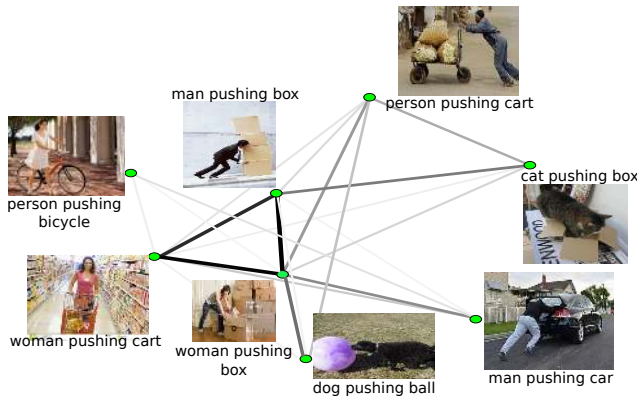 man pushing box
person pushing cart
cat pushing box
person pushing
bicycle
woman pushing cart
woman pushing
box
dog pushing ball
man pushing car